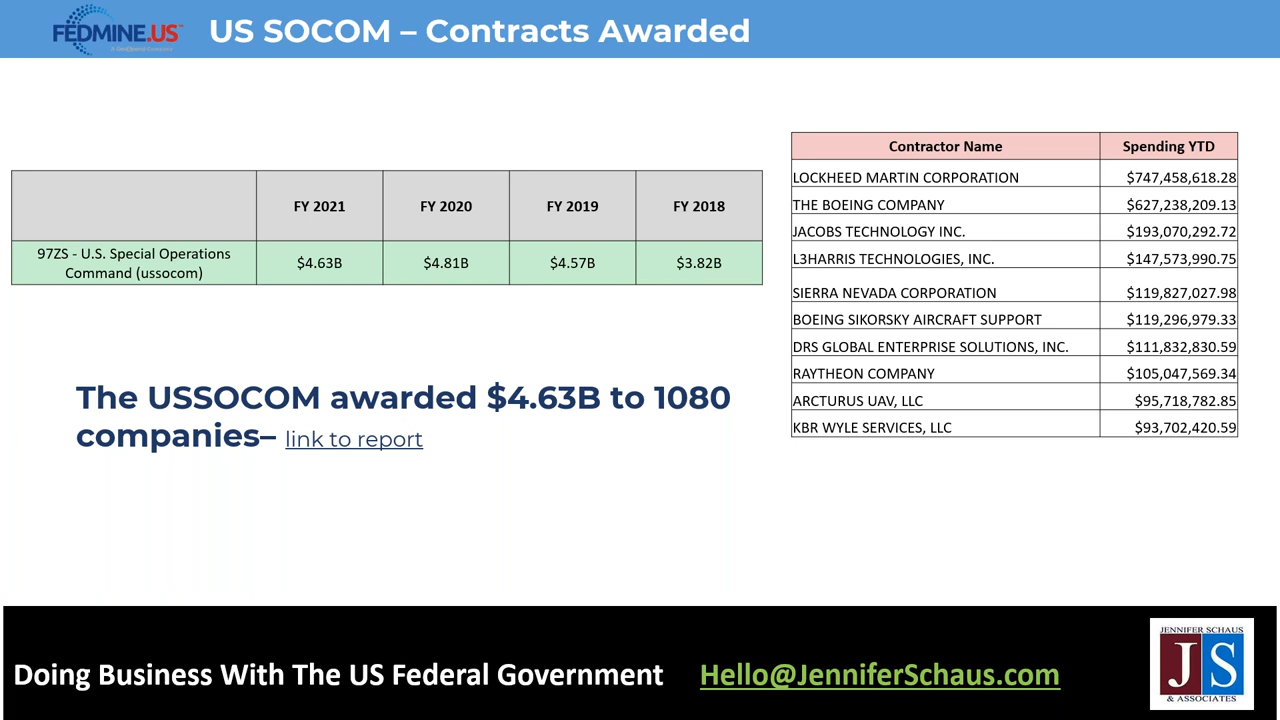 FEDMINE.US™
A GovSpend Company
US SOCOM – Contracts Awarded
FY 2021 FY 2020 FY 2019 FY 2018
97ZS - U.S. Special Operations
Command (ussocom)
$4.63B $4.81B $4.57B $3.82B
The USSOCOM awarded $4.63B to 1080
companies– link to report
Contractor Name Spending YTD
LOCKHEED MARTIN CORPORATION $747,458,618.28
THE BOEING COMPANY $627,238,209.13
JACOBS TECHNOLOGY INC. $193,070,292.72
L3HARRIS TECHNOLOGIES, INC. $147,573,990.75
SIERRA NEVADA CORPORATION $119,827,027.98
BOEING SIKORSKY AIRCRAFT SUPPORT $119,296,979.33
DRS GLOBAL ENTERPRISE SOLUTIONS, INC. $111,832,830.59
RAYTHEON COMPANY $105,047,569.34
ARCTURUS UAV, LLC $95,718,782.85
KBR WYLE SERVICES, LLC $93,702,420.59
Doing Business With The US Federal Government Hello@JenniferSchaus.com
JENNIFER SCHAUS
JS
& ASSOCIATES